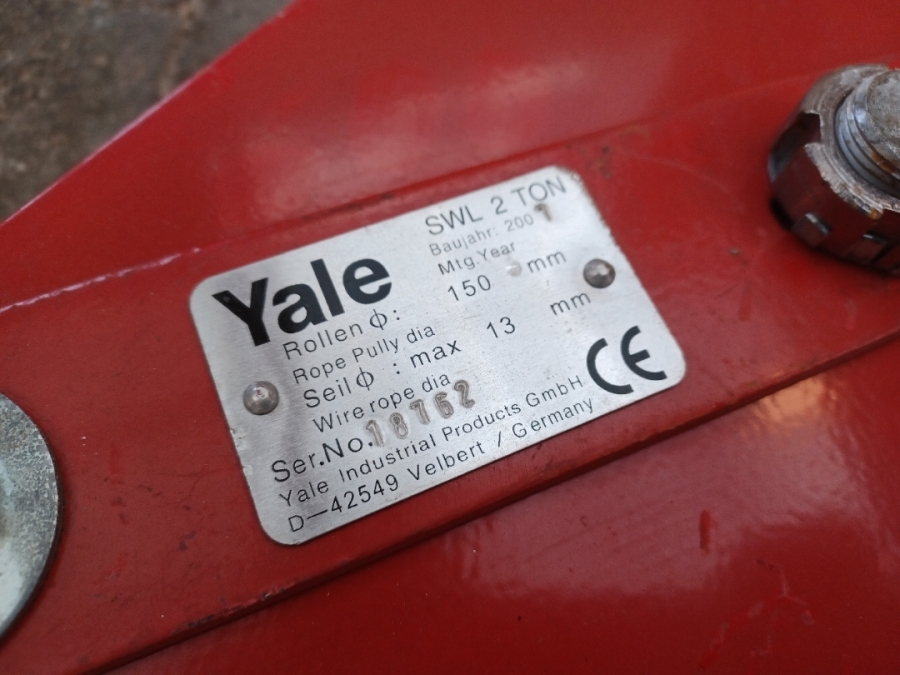 Yale
SWL 2 TON
Baujahr: 2001
Mtg.Year
Rollen ϕ: 150 mm
Rope Pully dia
Seil ϕ : max 13 mm
Wire rope dia
Ser.No. 18762
Yale Industrial Products GmbH
D—42549 Velbert / Germany
CE